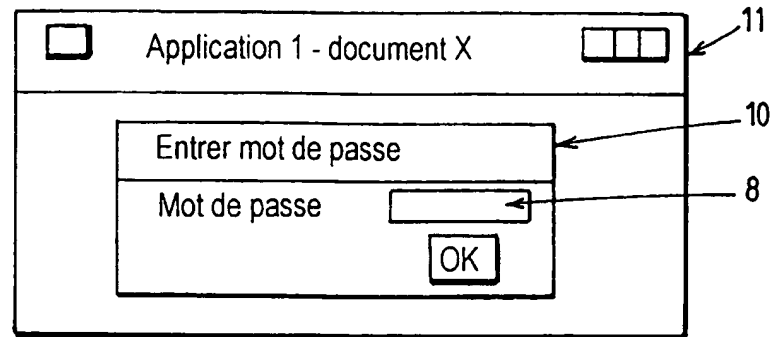 11
Application 1 - document X
10
Entrer mot de passe
Mot de passe
8
OK